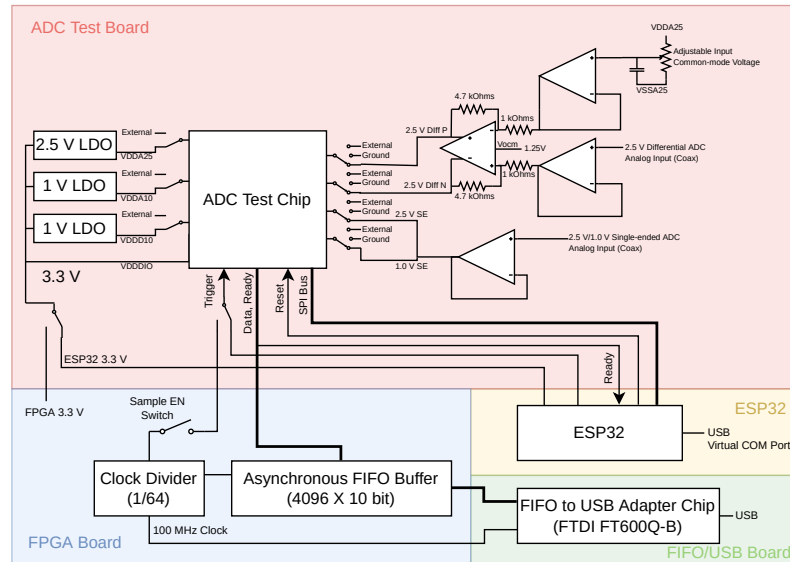 ADC Test Board
VDDA25
Adjustable Input
Common-mode Voltage
VSSA25
4.7 kOhms
1 kOhms
2.5 V DIff P
Vocm
1.25V
2.5 V Differential ADC
Analog Input (Coax)
1 kOhms
2.5 V Diff N
4.7 kOhms
External
Ground
External
Ground
External
Ground
2.5 V SE
External
Ground
1.0 V SE
2.5 V/1.0 V Single-ended ADC
Analog Input (Coax)
2.5 V LDO
External
VDDA25
1 V LDO
External
VDDA10
1 V LDO
External
VDDD10
ADC Test Chip
VDDDIO
3.3 V
Trigger
Data, Ready
Reset
SPI Bus
Ready
ESP32 3.3 V
FPGA 3.3 V
Sample EN
Switch
ESP32
ESP32
USB
Virtual COM Port
Clock Divider
(1/64)
Asynchronous FIFO Buffer
(4096 X 10 bit)
FIFO to USB Adapter Chip
(FTDI FT600Q-B)
USB
100 MHz Clock
FPGA Board
FIFO/USB Board